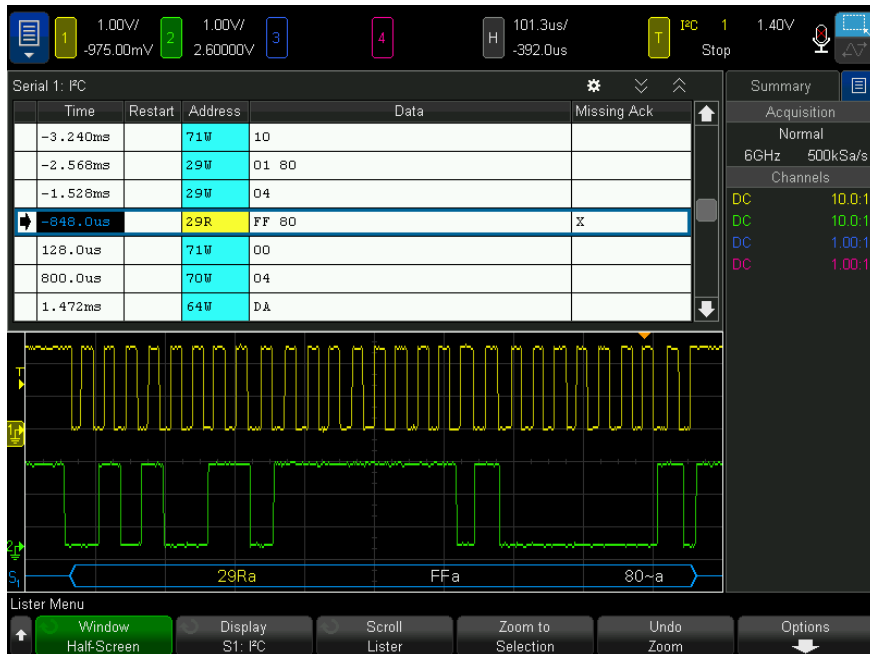 1 1.00V/ 2 1.00V/ 3 4 H 101.3us/ T I²C 1 1.40V
-975.00mV 2.60000V -392.0us Stop
Serial 1: I²C
Time Restart Address Data Missing Ack
-3.240ms 71W 10
-2.568ms 29W 01 80
-1.528ms 29W 04
-848.0us 29R FF 80 X
128.0us 71W 00
800.0us 70W 04
1.472ms 64W DA
Summary
Acquisition
Normal
6GHz 500kSa/s
Channels
DC 10.0:1
DC 10.0:1
DC 1.00:1
DC 1.00:1
T
1
2
S1 29Ra FFa 80~a
Lister Menu
Window Display Scroll Zoom to Undo Options
Half-Screen S1: I²C Lister Selection Zoom